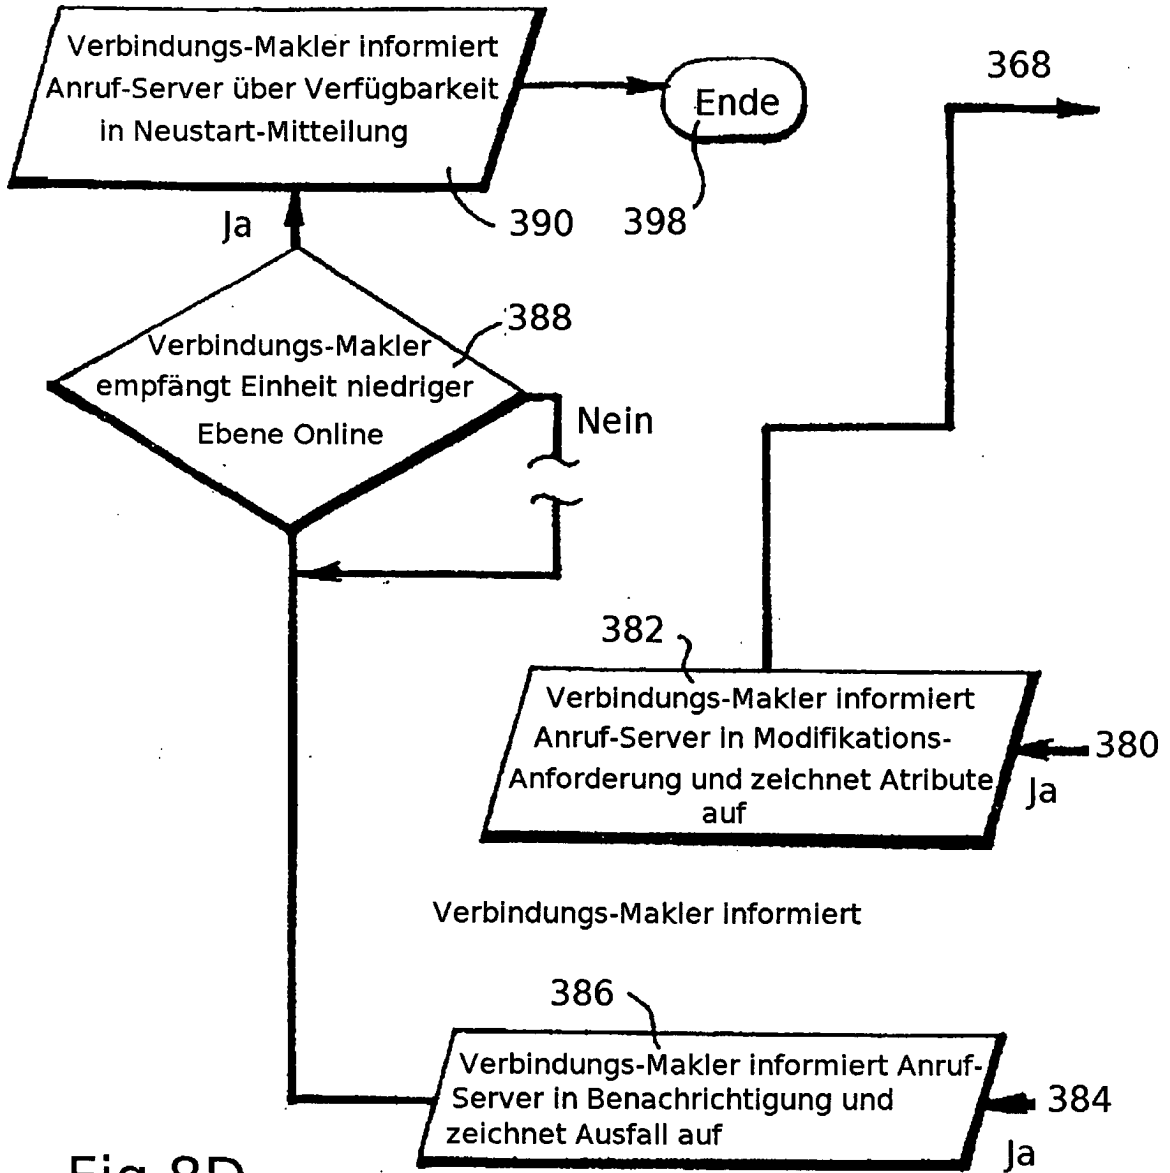 Verbindungs-Makler informiert
Anruf-Server über Verfügbarkeit
in Neustart-Mitteilung
Ende
368
390
398
Ja
388
Verbindungs-Makler
empfängt Einheit niedriger
Ebene Online
Nein
382
Verbindungs-Makler informiert
Anruf-Server in Modifikations-
Anforderung und zeichnet Atribute
auf
380
Ja
Verbindungs-Makler informiert
386
Verbindungs-Makler informiert Anruf-
Server in Benachrichtigung und
zeichnet Ausfall auf
384
Ja
Fig 8D